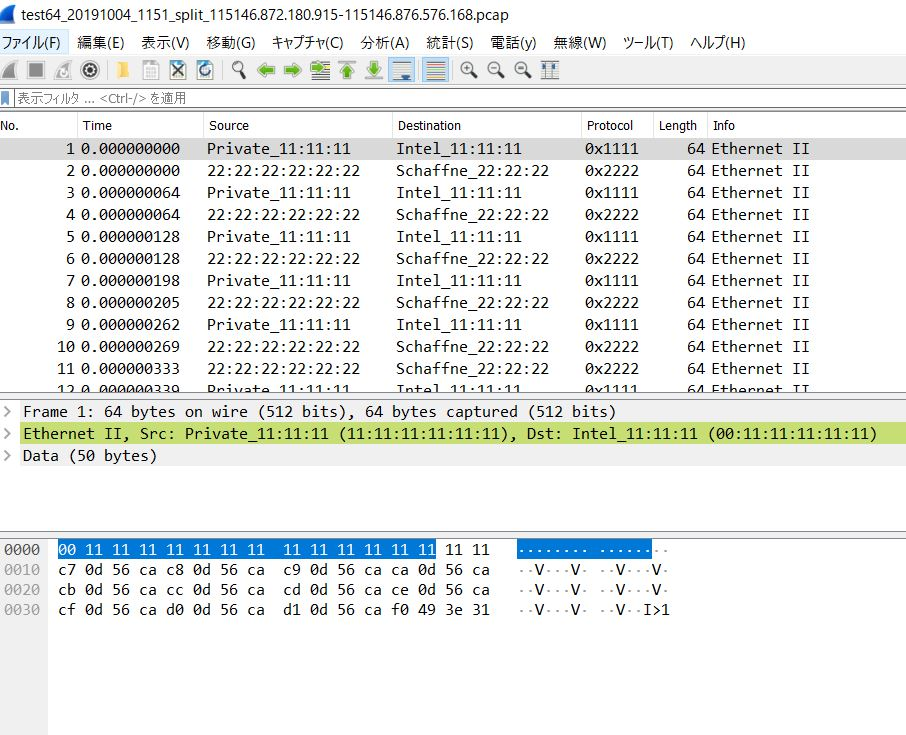 test64_20191004_1151_split_115146.872.180.915-115146.876.576.168.pcap
ファイル(F) 編集(E) 表示(V) 移動(G) キャプチャ(C) 分析(A) 統計(S) 電話(y) 無線(W) ツール(T) ヘルプ(H)
表示フィルタ ... <Ctrl-/> を適用
No. Time Source Destination Protocol Length Info
1 0.000000000 Private_11:11:11 Intel_11:11:11 0x1111 64 Ethernet II
2 0.000000000 22:22:22:22:22:22 Schaffne_22:22:22 0x2222 64 Ethernet II
3 0.000000064 Private_11:11:11 Intel_11:11:11 0x1111 64 Ethernet II
4 0.000000064 22:22:22:22:22:22 Schaffne_22:22:22 0x2222 64 Ethernet II
5 0.000000128 Private_11:11:11 Intel_11:11:11 0x1111 64 Ethernet II
6 0.000000128 22:22:22:22:22:22 Schaffne_22:22:22 0x2222 64 Ethernet II
7 0.000000198 Private_11:11:11 Intel_11:11:11 0x1111 64 Ethernet II
8 0.000000205 22:22:22:22:22:22 Schaffne_22:22:22 0x2222 64 Ethernet II
9 0.000000262 Private_11:11:11 Intel_11:11:11 0x1111 64 Ethernet II
10 0.000000269 22:22:22:22:22:22 Schaffne_22:22:22 0x2222 64 Ethernet II
11 0.000000333 22:22:22:22:22:22 Schaffne_22:22:22 0x2222 64 Ethernet II
12 0.000000339 Private_11:11:11 Intel_11:11:11 0x1111 64 Ethernet II
Frame 1: 64 bytes on wire (512 bits), 64 bytes captured (512 bits)
Ethernet II, Src: Private_11:11:11 (11:11:11:11:11:11), Dst: Intel_11:11:11 (00:11:11:11:11:11)
Data (50 bytes)
0000 00 11 11 11 11 11 11 11 11 11 11 11 11 11 11 11 ········ ········
0010 c7 0d 56 ca c8 0d 56 ca c9 0d 56 ca ca 0d 56 ca ··V···V· ··V···V·
0020 cb 0d 56 ca cc 0d 56 ca cd 0d 56 ca ce 0d 56 ca ··V···V· ··V···V·
0030 cf 0d 56 ca d0 0d 56 ca d1 0d 56 ca f0 49 3e 31 ··V···V· ··V··I>1